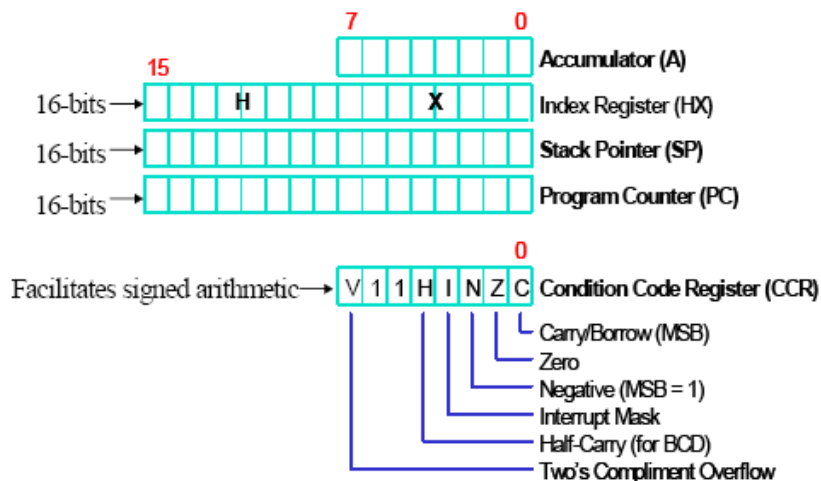 7 0
Accumulator (A)
15
16-bits H X Index Register (HX)
16-bits Stack Pointer (SP)
16-bits Program Counter (PC)
0
Facilitates signed arithmetic V 1 1 H I N Z C Condition Code Register (CCR)
Carry/Borrow (MSB)
Zero
Negative (MSB = 1)
Interrupt Mask
Half-Carry (for BCD)
Two's Compliment Overflow